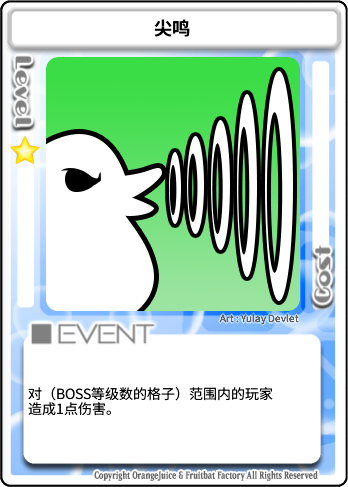 尖鸣
Level
Art : Yulay Devlet
Cost
EVENT
对（BOSS等级数的格子）范围内的玩家
造成1点伤害。
Copyright OrangeJuice & Fruitbat Factory All Rights Reserved